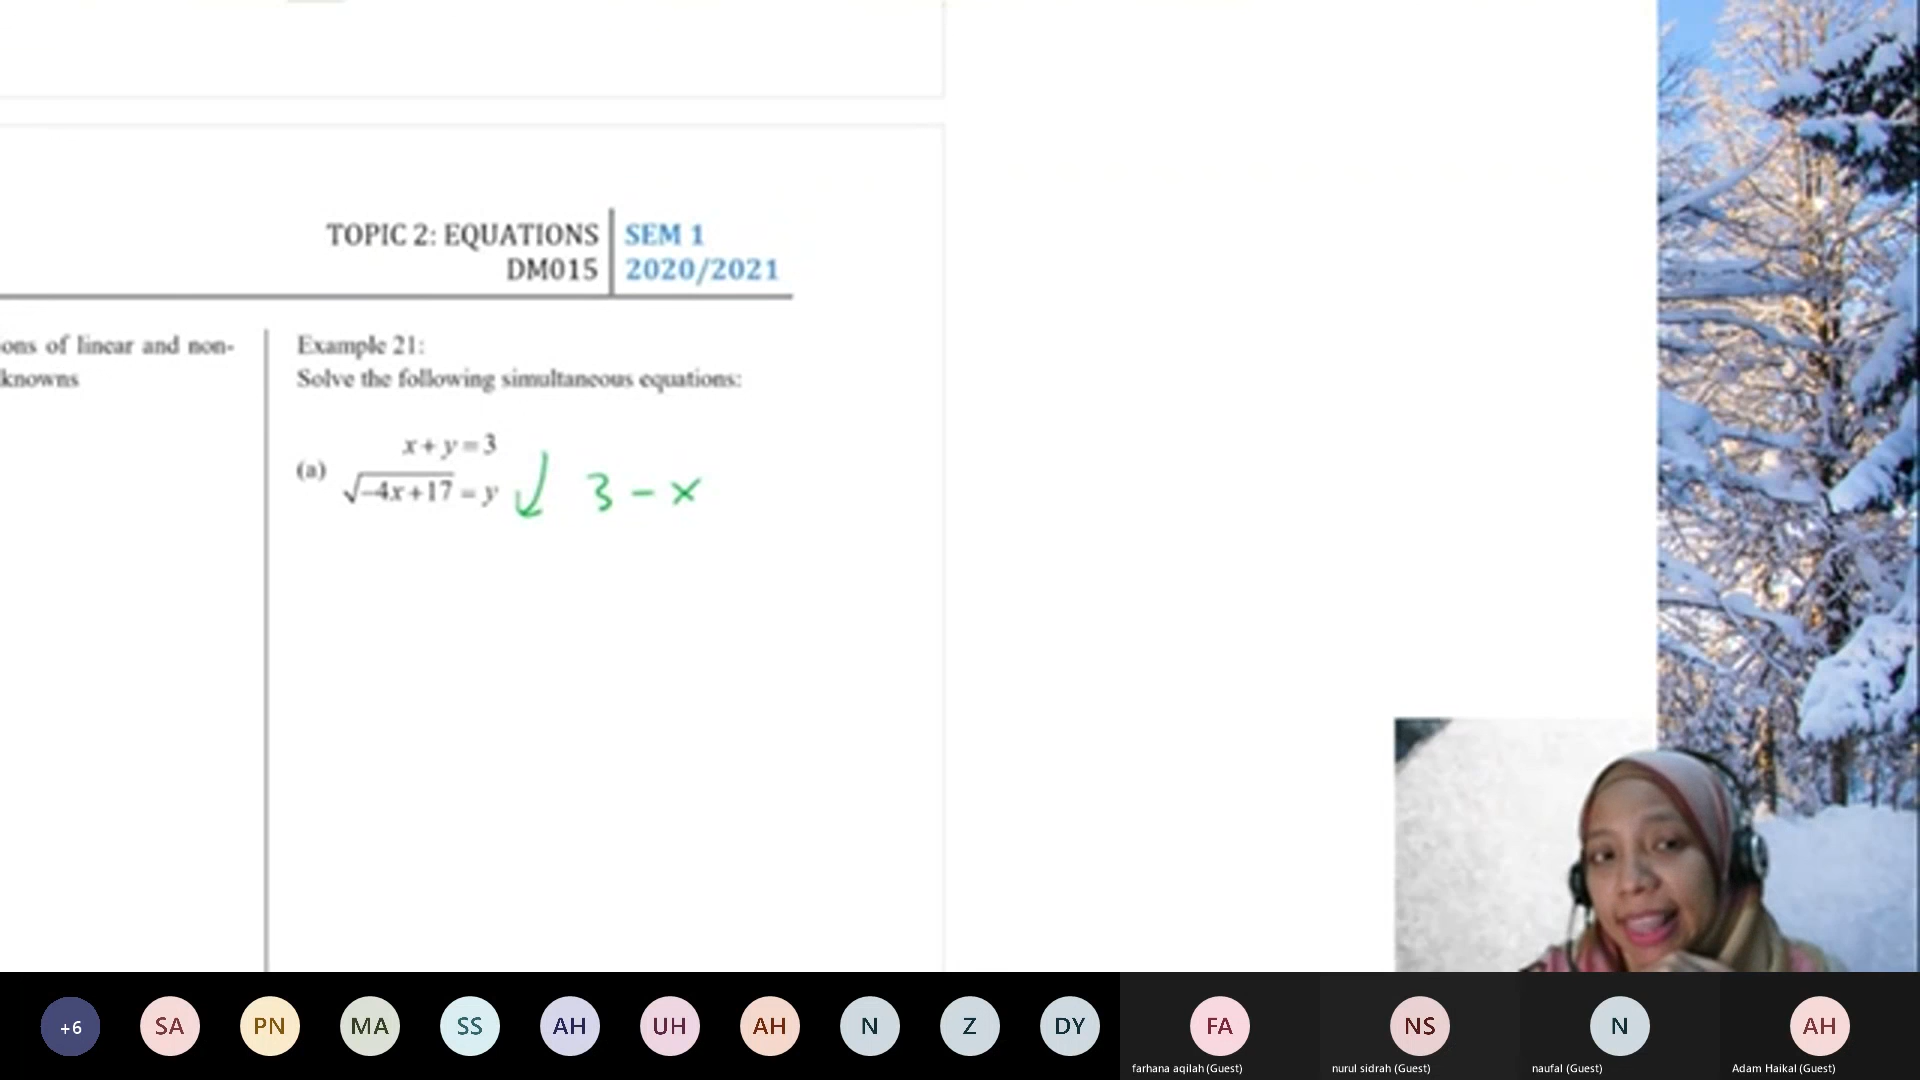 TOPIC 2: EQUATIONS
DM015
SEM 1
2020/2021
ons of linear and non-
knowns
Example 21:
Solve the following simultaneous equations:
(a)
x + y = 3
√-4x+17 = y
3 - x
+6
SA
PN
MA
SS
AH
UH
AH
N
Z
DY
FA
NS
N
AH
farhana aqilah (Guest)
nurul sidrah (Guest)
naufal (Guest)
Adam Haikal (Guest)